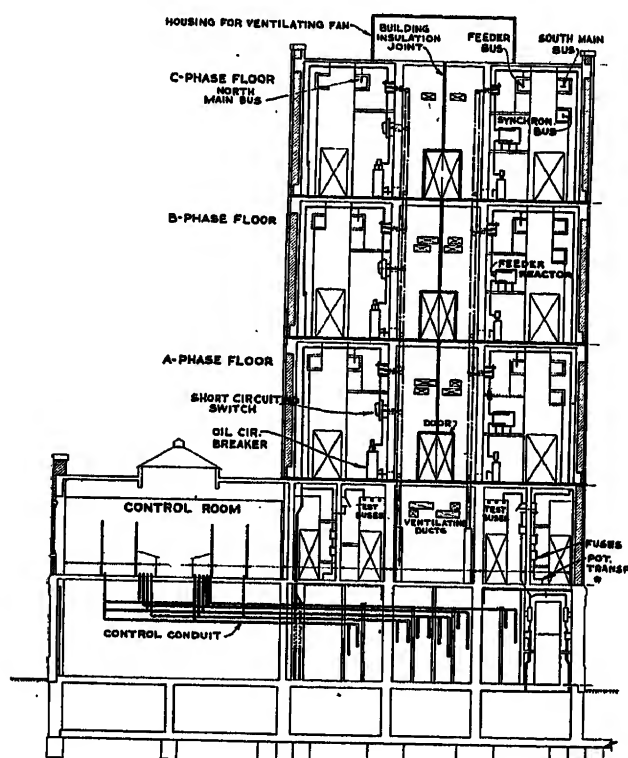 HOUSING FOR VENTILATING FAN
BUILDING
INSULATION
JOINT
FEEDER
BUS
SOUTH MAIN
BUS
C-PHASE FLOOR
NORTH
MAIN BUS
SYNCHRON.
BUS
B-PHASE FLOOR
FEEDER
REACTOR
A-PHASE FLOOR
SHORT CIRCUITING
SWITCH
DOOR
OIL CIR.
BREAKER
CONTROL ROOM
TEST
BUSES
VENTILATING
DUCTS
TEST
BUSES
FUSES
POT.
TRANSF
CONTROL CONDUIT